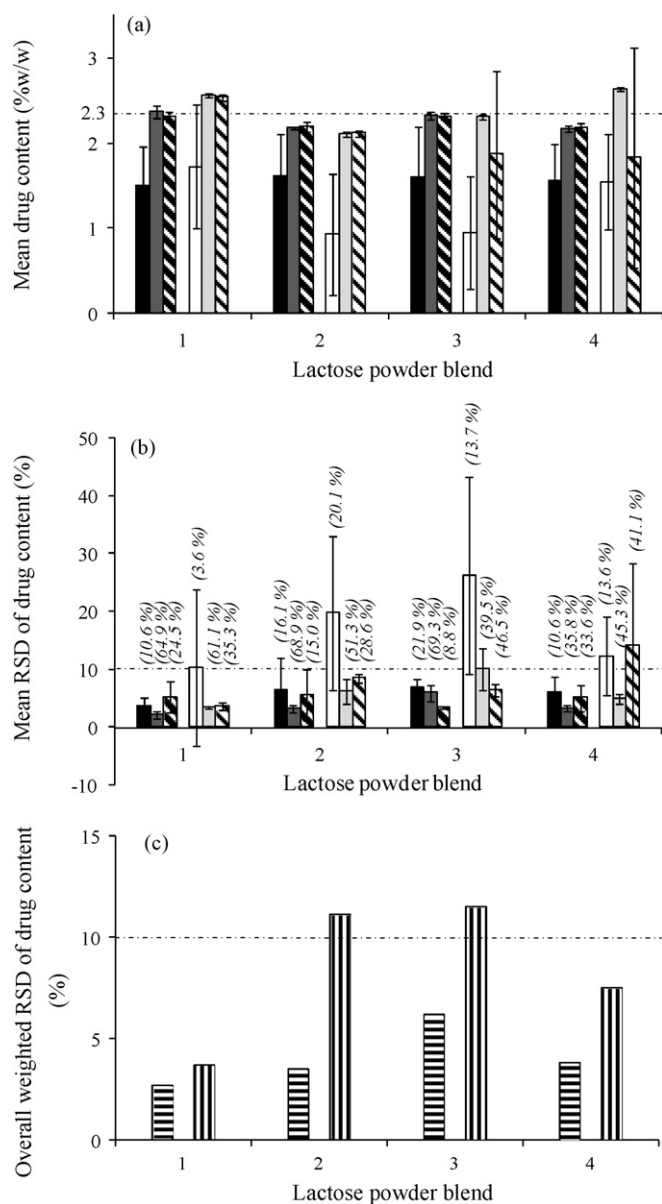 (a)
Mean drug content (%w/w)
3
2.3
2
1
0
1 2 3 4
Lactose powder blend
(b)
Mean RSD of drug content (%)
50
40
30
20
10
0
-10
(10.6 %) (64.9 %) (24.5 %) (3.6 %) (61.1 %) (35.3 %) (16.1 %) (68.9 %) (15.0 %) (20.1 %) (51.3 %) (28.6 %) (21.9 %) (69.3 %) (8.8 %) (13.7 %) (39.5 %) (46.5 %) (10.6 %) (35.8 %) (33.6 %) (13.6 %) (45.3 %) (41.1 %)
1 2 3 4
Lactose powder blend
(c)
Overall weighted RSD of drug content
(%)
15
10
5
0
1 2 3 4
Lactose powder blend